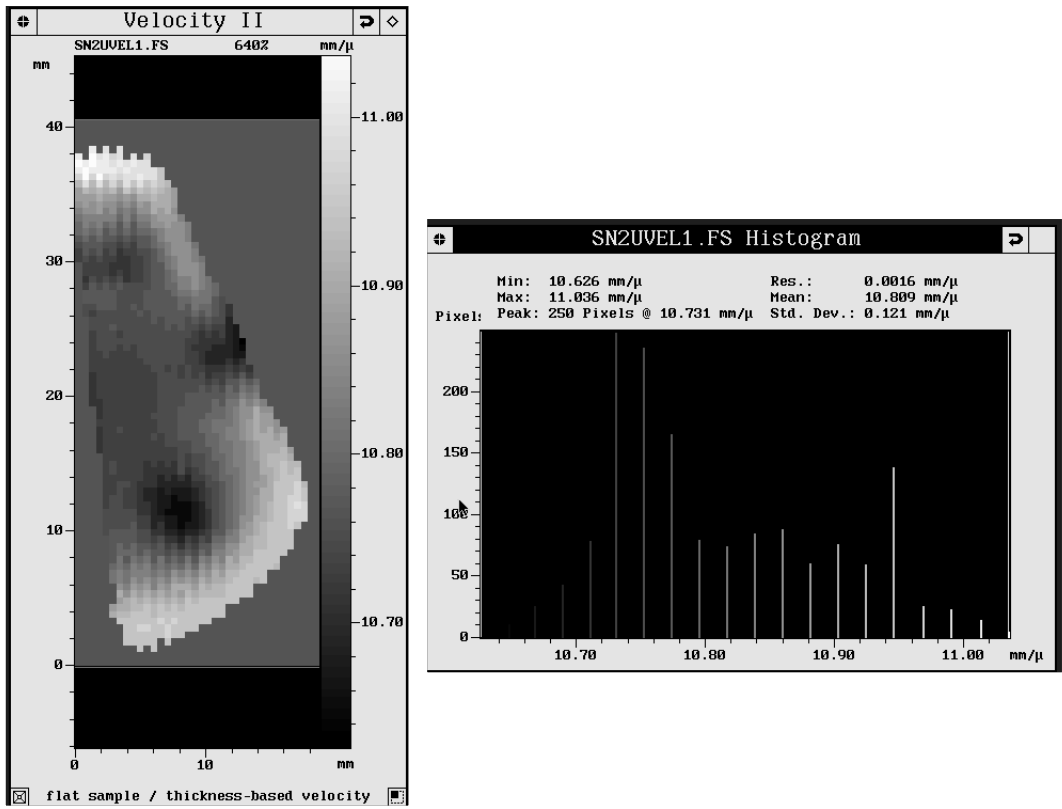 Velocity II
SN2UVEL1.FS 640% mm/μ
mm
11.00
40
30
10.90
20
10.80
10
10.70
0
0 10 mm
flat sample / thickness-based velocity
SN2UVEL1.FS Histogram
Min: 10.626 mm/μ Res.: 0.0016 mm/μ
Max: 11.036 mm/μ Mean: 10.809 mm/μ
Pixels Peak: 250 Pixels @ 10.731 mm/μ Std. Dev.: 0.121 mm/μ
200
150
100
50
0
10.70 10.80 10.90 11.00 mm/μ